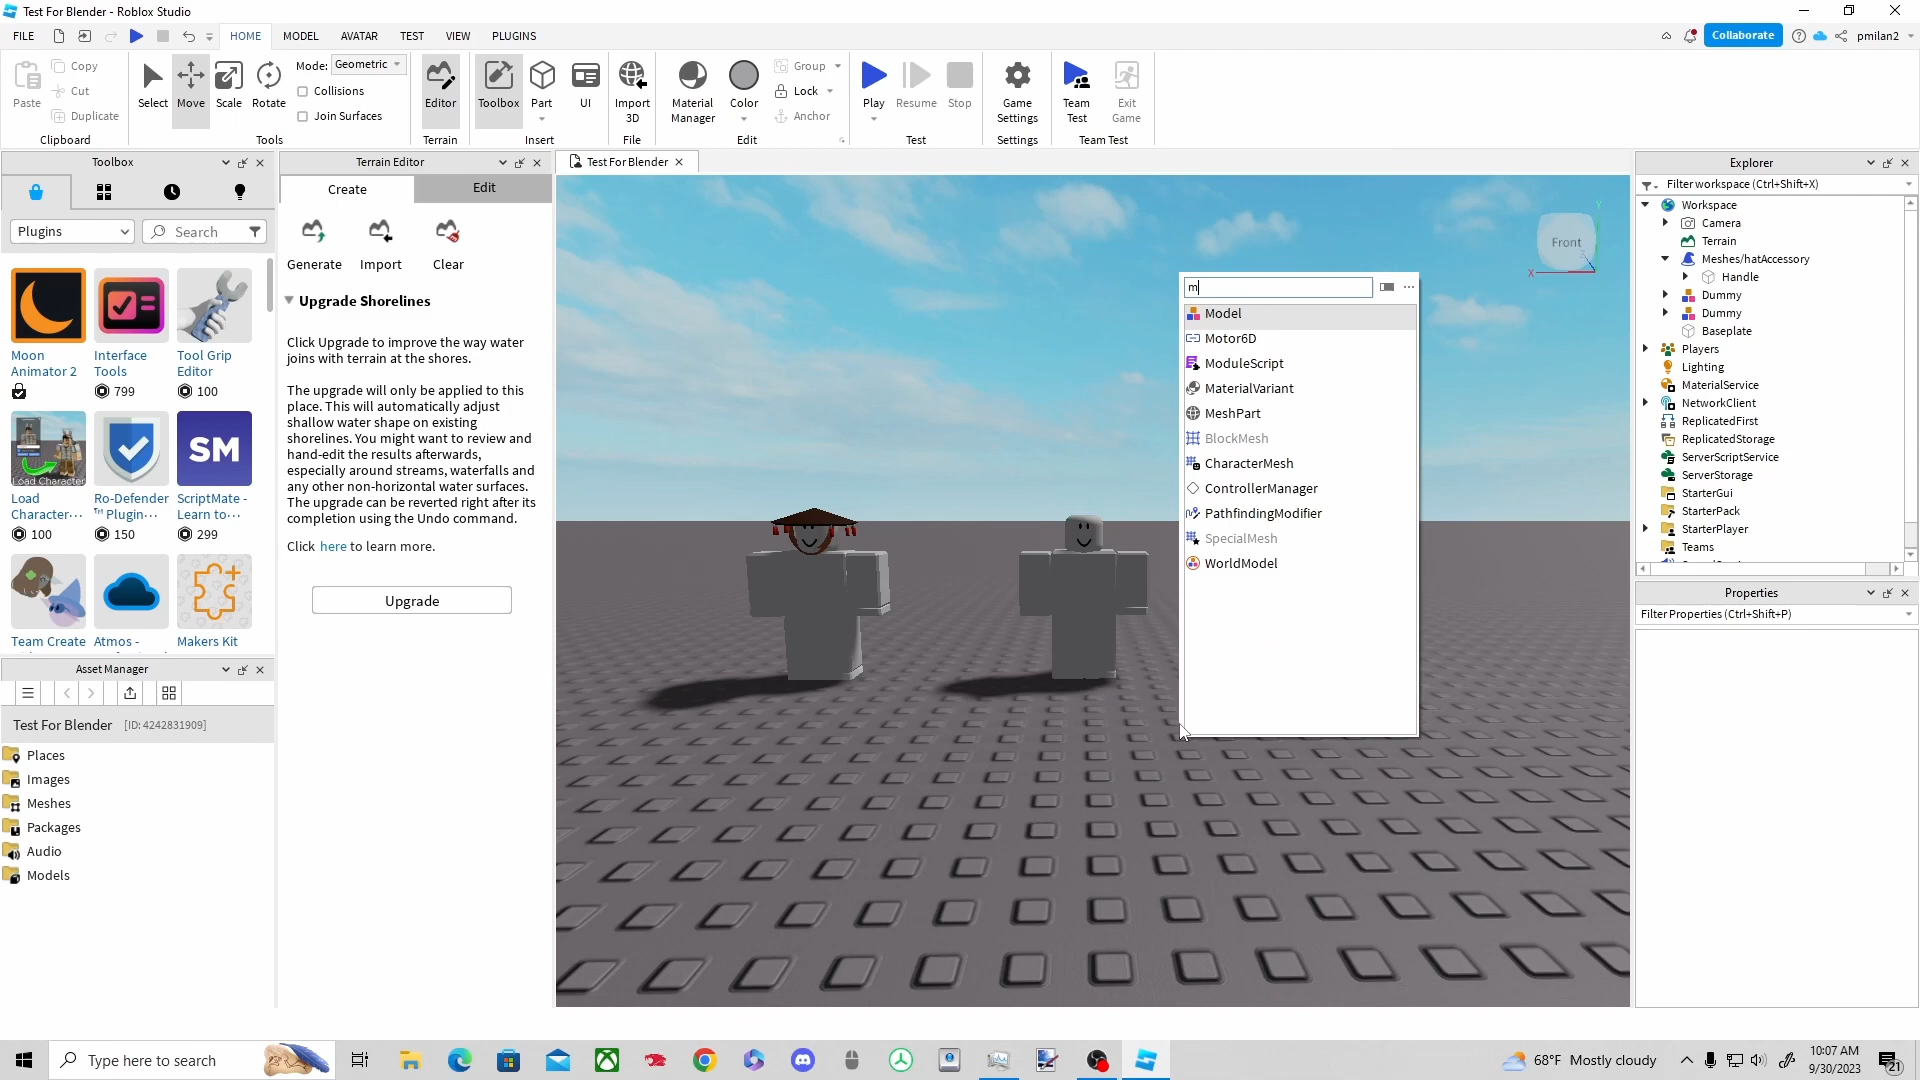 Test For Blender - Roblox Studio
FILE HOME MODEL AVATAR TEST VIEW PLUGINS Collaborate pmilan2
Paste Copy Cut Duplicate Clipboard
Select Move Scale Rotate Mode: Geometric Collisions Join Surfaces Tools
Editor Terrain
Toolbox Part UI Insert
Import 3D File
Material Manager Color Group Lock Anchor Edit
Play Resume Stop Test
Game Settings Settings
Team Test Exit Game Team Test
Toolbox
Plugins Search
Moon Animator 2
Interface Tools 799
Tool Grip Editor 100
Load Character
Load Character··· 100
Ro-Defender ™ Plugin··· 150
SM
ScriptMate - Learn to··· 299
Team Create Atmos - Makers Kit
Asset Manager
Test For Blender [ID: 4242831909]
Places
Images
Meshes
Packages
Audio
Models
Terrain Editor
Create Edit
Generate Import Clear
Upgrade Shorelines
Click Upgrade to improve the way water
joins with terrain at the shores.
The upgrade will only be applied to this
place. This will automatically adjust
shallow water shape on existing
shorelines. You might want to review and
hand-edit the results afterwards,
especially around streams, waterfalls and
any other non-horizontal water surfaces.
The upgrade can be reverted right after its
completion using the Undo command.
Click here to learn more.
Upgrade
Test For Blender
Front
Y
X
m
Model
Motor6D
ModuleScript
MaterialVariant
MeshPart
BlockMesh
CharacterMesh
ControllerManager
PathfindingModifier
SpecialMesh
WorldModel
Explorer
Filter workspace (Ctrl+Shift+X)
Workspace
Camera
Terrain
Meshes/hatAccessory
Handle
Dummy
Dummy
Baseplate
Players
Lighting
MaterialService
NetworkClient
ReplicatedFirst
ReplicatedStorage
ServerScriptService
ServerStorage
StarterGui
StarterPack
StarterPlayer
Teams
Properties
Filter Properties (Ctrl+Shift+P)
Type here to search
68°F Mostly cloudy
10:07 AM
9/30/2023
21